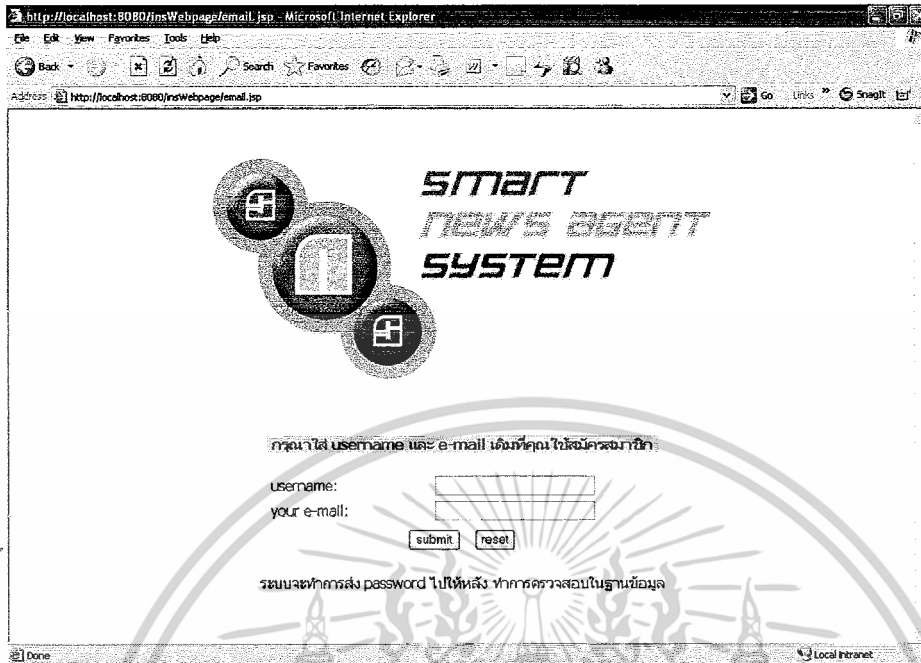 http://localhost:8080/insWebpage/email.jsp - Microsoft Internet Explorer
File Edit View Favorites Tools Help
Back Search Favorites
Address http://localhost:8080/insWebpage/email.jsp Go Links » SnagIt
smart
news agent
system
กรุณาใส่ username และ e-mail เดิมที่คุณใช้สมัครสมาชิก
username:
your e-mail:
submit reset
ระบบจะทำการส่ง password ไปให้หลัง ทำการตรวจสอบในฐานข้อมูล
Done Local intranet